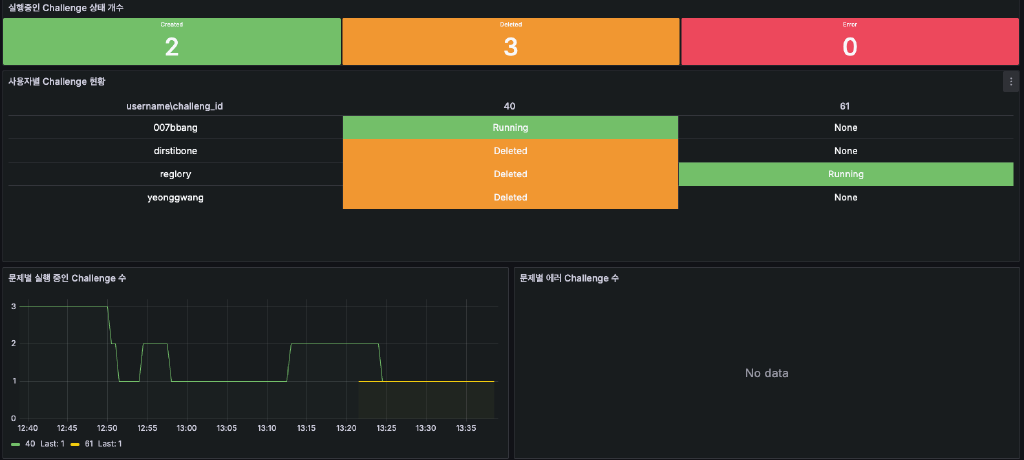 실행중인 Challenge 상태 개수
Created Deleted Error
2 3 0
사용자별 Challenge 현황
username\challeng_id 40 61
007bbang Running None
dirstibone Deleted None
reglory Deleted Running
yeonggwang Deleted None
문제별 실행 중인 Challenge 수
3
2
1
0
12:40 12:45 12:50 12:55 13:00 13:05 13:10 13:15 13:20 13:25 13:30 13:35
40 Last: 1 61 Last: 1
문제별 에러 Challenge 수
No data